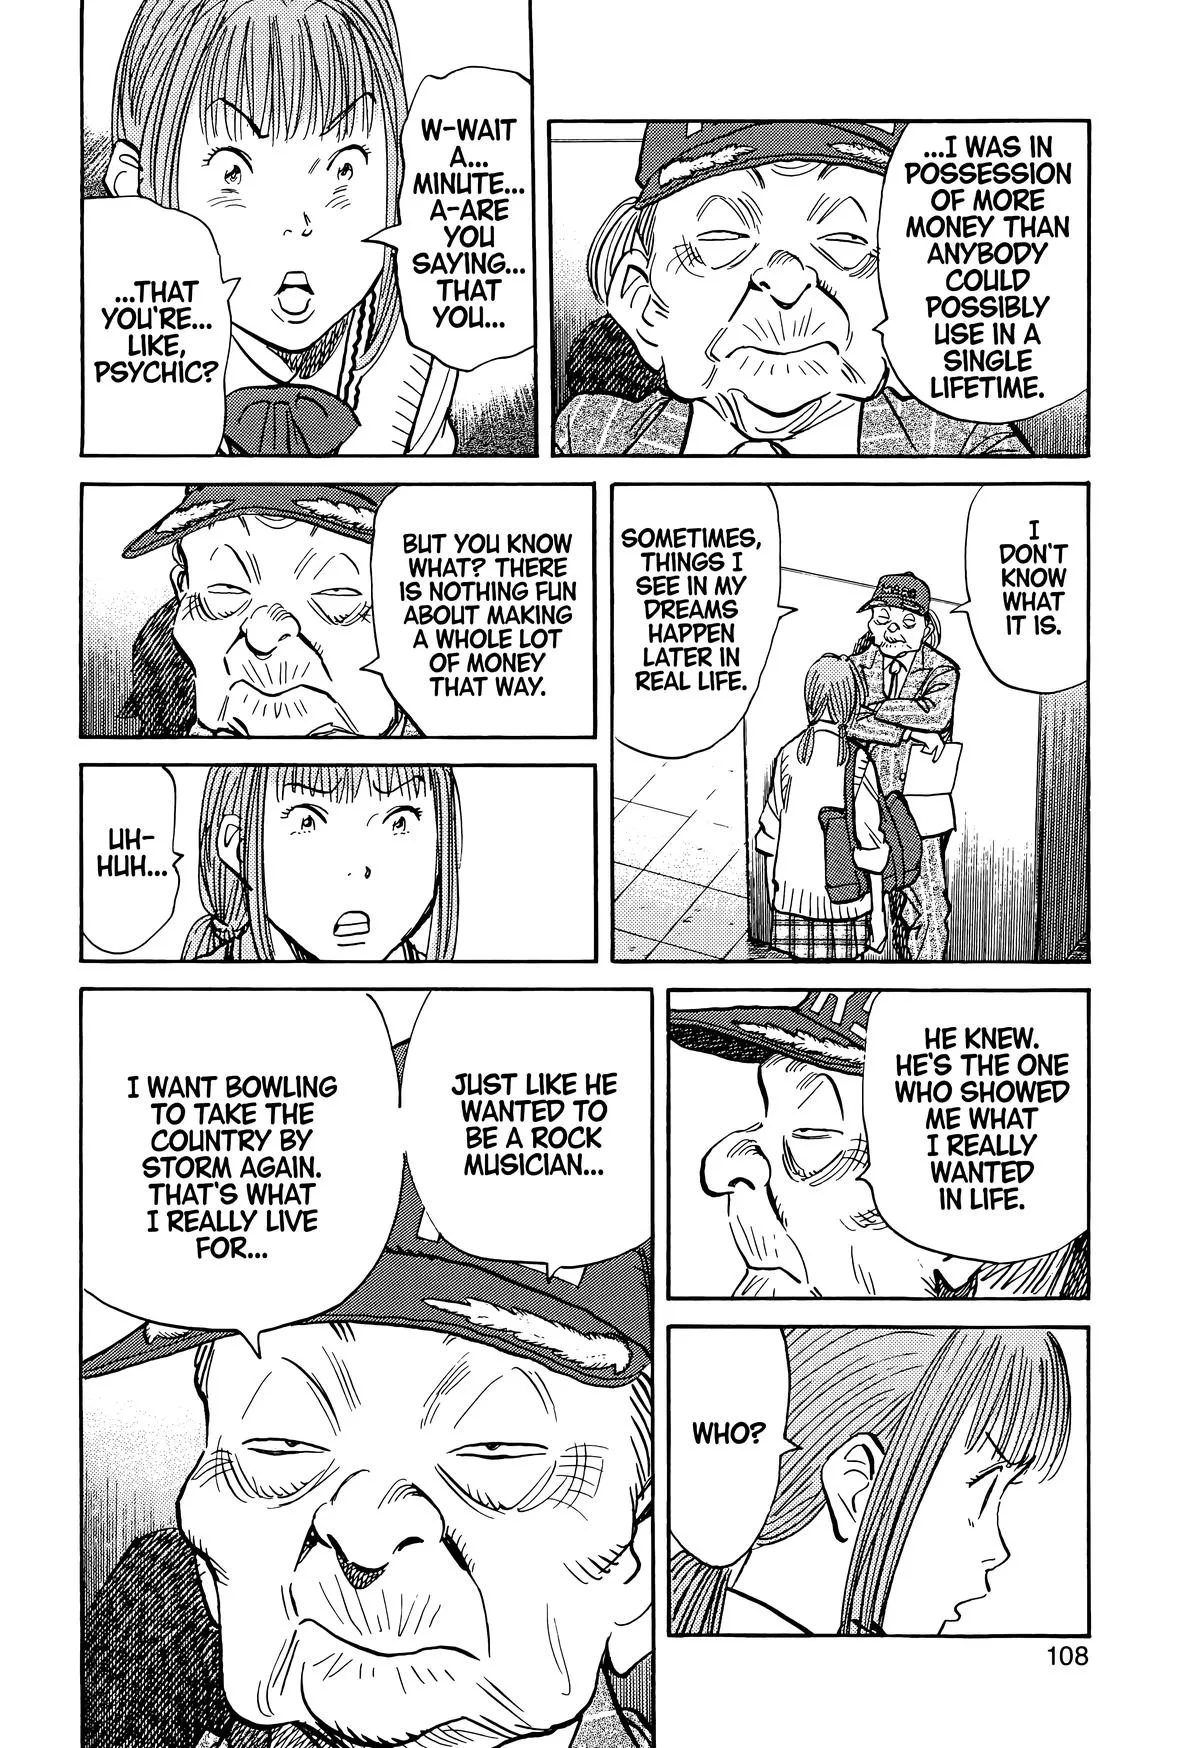 ...I WAS IN
POSSESSION
OF MORE
MONEY THAN
ANYBODY
COULD
POSSIBLY
USE IN A
SINGLE
LIFETIME.
W-WAIT
A...
MINUTE...
A-ARE
YOU
SAYING...
THAT
YOU...
...THAT
YOU'RE...
LIKE,
PSYCHIC?
I
DON'T
KNOW
WHAT
IT IS.
SOMETIMES,
THINGS I
SEE IN MY
DREAMS
HAPPEN
LATER IN
REAL LIFE.
BUT YOU KNOW
WHAT? THERE
IS NOTHING FUN
ABOUT MAKING
A WHOLE LOT
OF MONEY
THAT WAY.
UH-
HUH...
HE KNEW.
HE'S THE ONE
WHO SHOWED
ME WHAT
I REALLY
WANTED
IN LIFE.
WHO?
JUST LIKE HE
WANTED TO
BE A ROCK
MUSICIAN...
I WANT BOWLING
TO TAKE THE
COUNTRY BY
STORM AGAIN.
THAT'S WHAT
I REALLY LIVE
FOR...
108